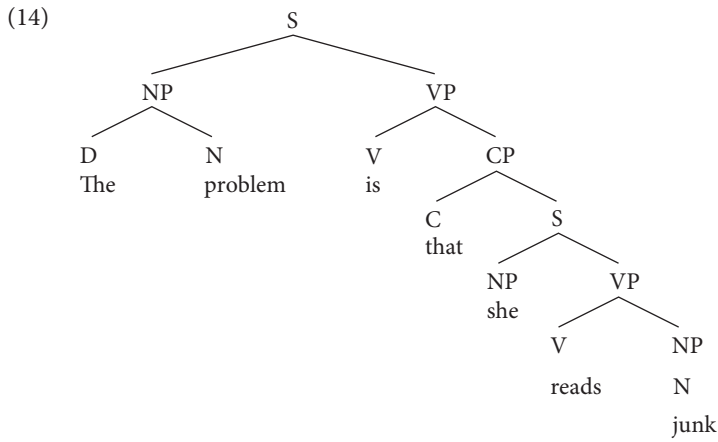 (14) S
NP VP
D N V CP
The problem is
C S
that
NP VP
she
V NP
reads N
junk